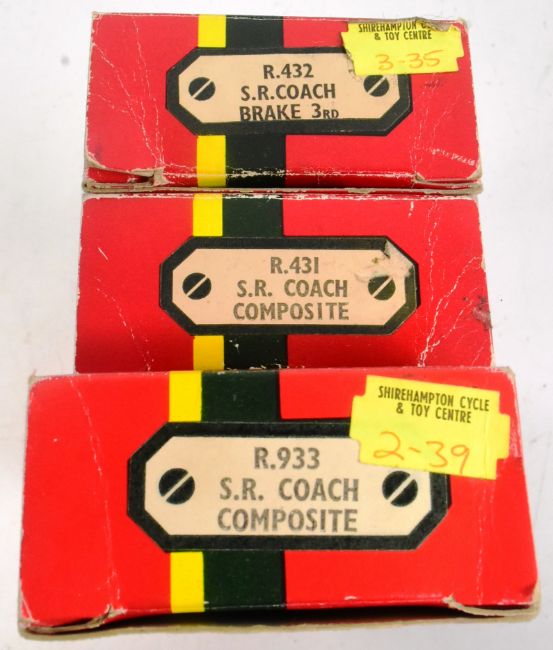 SHIREHAMPTON CYCLE
& TOY CENTRE
3-35
R.432
S.R.COACH
BRAKE 3RD
R.431
S.R. COACH
COMPOSITE
SHIREHAMPTON CYCLE
& TOY CENTRE
2-39
R.933
S.R. COACH
COMPOSITE